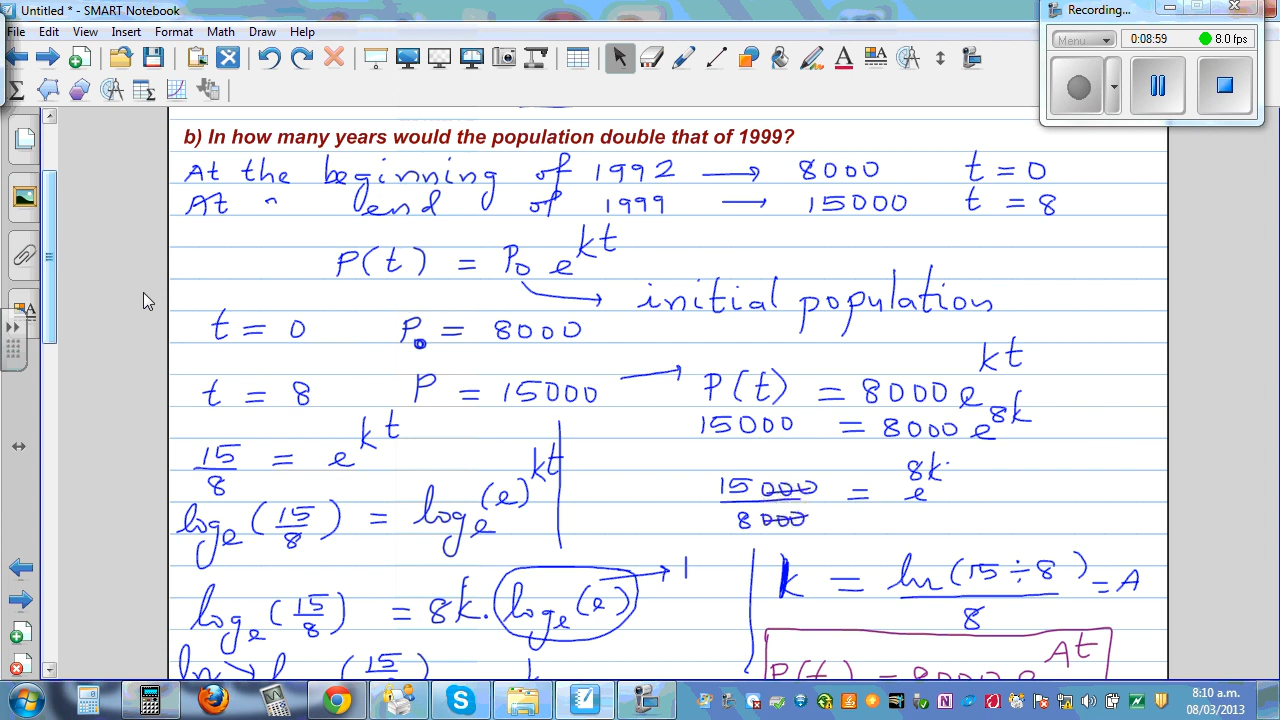 Untitled * - SMART Notebook
File Edit View Insert Format Math Draw Help
Recording...
Menu 0:08:59 8.0 fps
b) In how many years would the population double that of 1999?
At the beginning of 1992 → 8000 t = 0
At " end of 1999 → 15000 t = 8
P(t) = P₀ e^kt
initial population
t = 0 P₀ = 8000
t = 8 P = 15000 → P(t) = 8000 e^kt
15000 = 8000 e^8k
15/8 = e^kt
15000/8000 = e^8k
logₑ(15/8) = logₑ(e)^kt
k = ln(15÷8)/8 = A
logₑ(15/8) = 8k.logₑ(e) → 1
P(t) = 8000 e^At
8:10 a.m.
08/03/2013